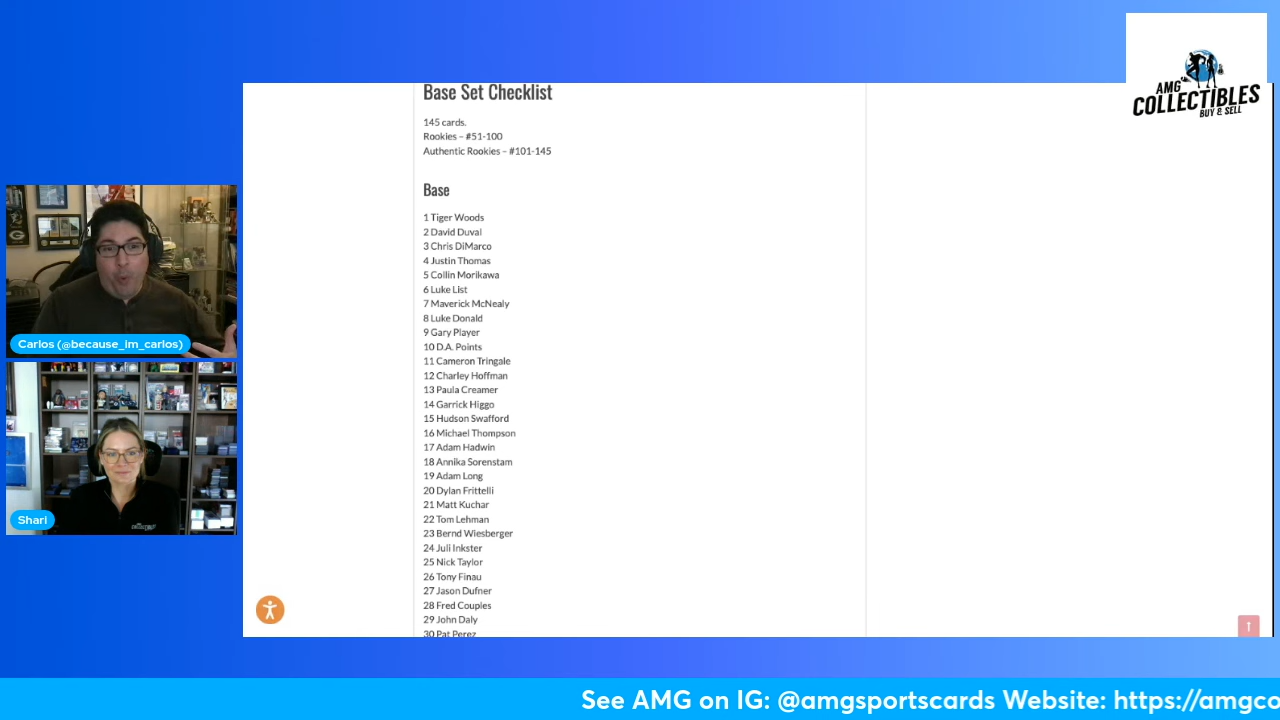 AMG
COLLECTIBLES
BUY & SELL
Base Set Checklist
145 cards.
Rookies – #51-100
Authentic Rookies – #101-145
Base
1 Tiger Woods
2 David Duval
3 Chris DiMarco
4 Justin Thomas
5 Collin Morikawa
6 Luke List
7 Maverick McNealy
8 Luke Donald
9 Gary Player
10 D.A. Points
11 Cameron Tringale
12 Charley Hoffman
13 Paula Creamer
14 Garrick Higgo
15 Hudson Swafford
16 Michael Thompson
17 Adam Hadwin
18 Annika Sorenstam
19 Adam Long
20 Dylan Frittelli
21 Matt Kuchar
22 Tom Lehman
23 Bernd Wiesberger
24 Juli Inkster
25 Nick Taylor
26 Tony Finau
27 Jason Dufner
28 Fred Couples
29 John Daly
30 Pat Perez
Carlos (@because_Im_carlos)
Shari
See AMG on IG: @amgsportscards Website: https://amgco